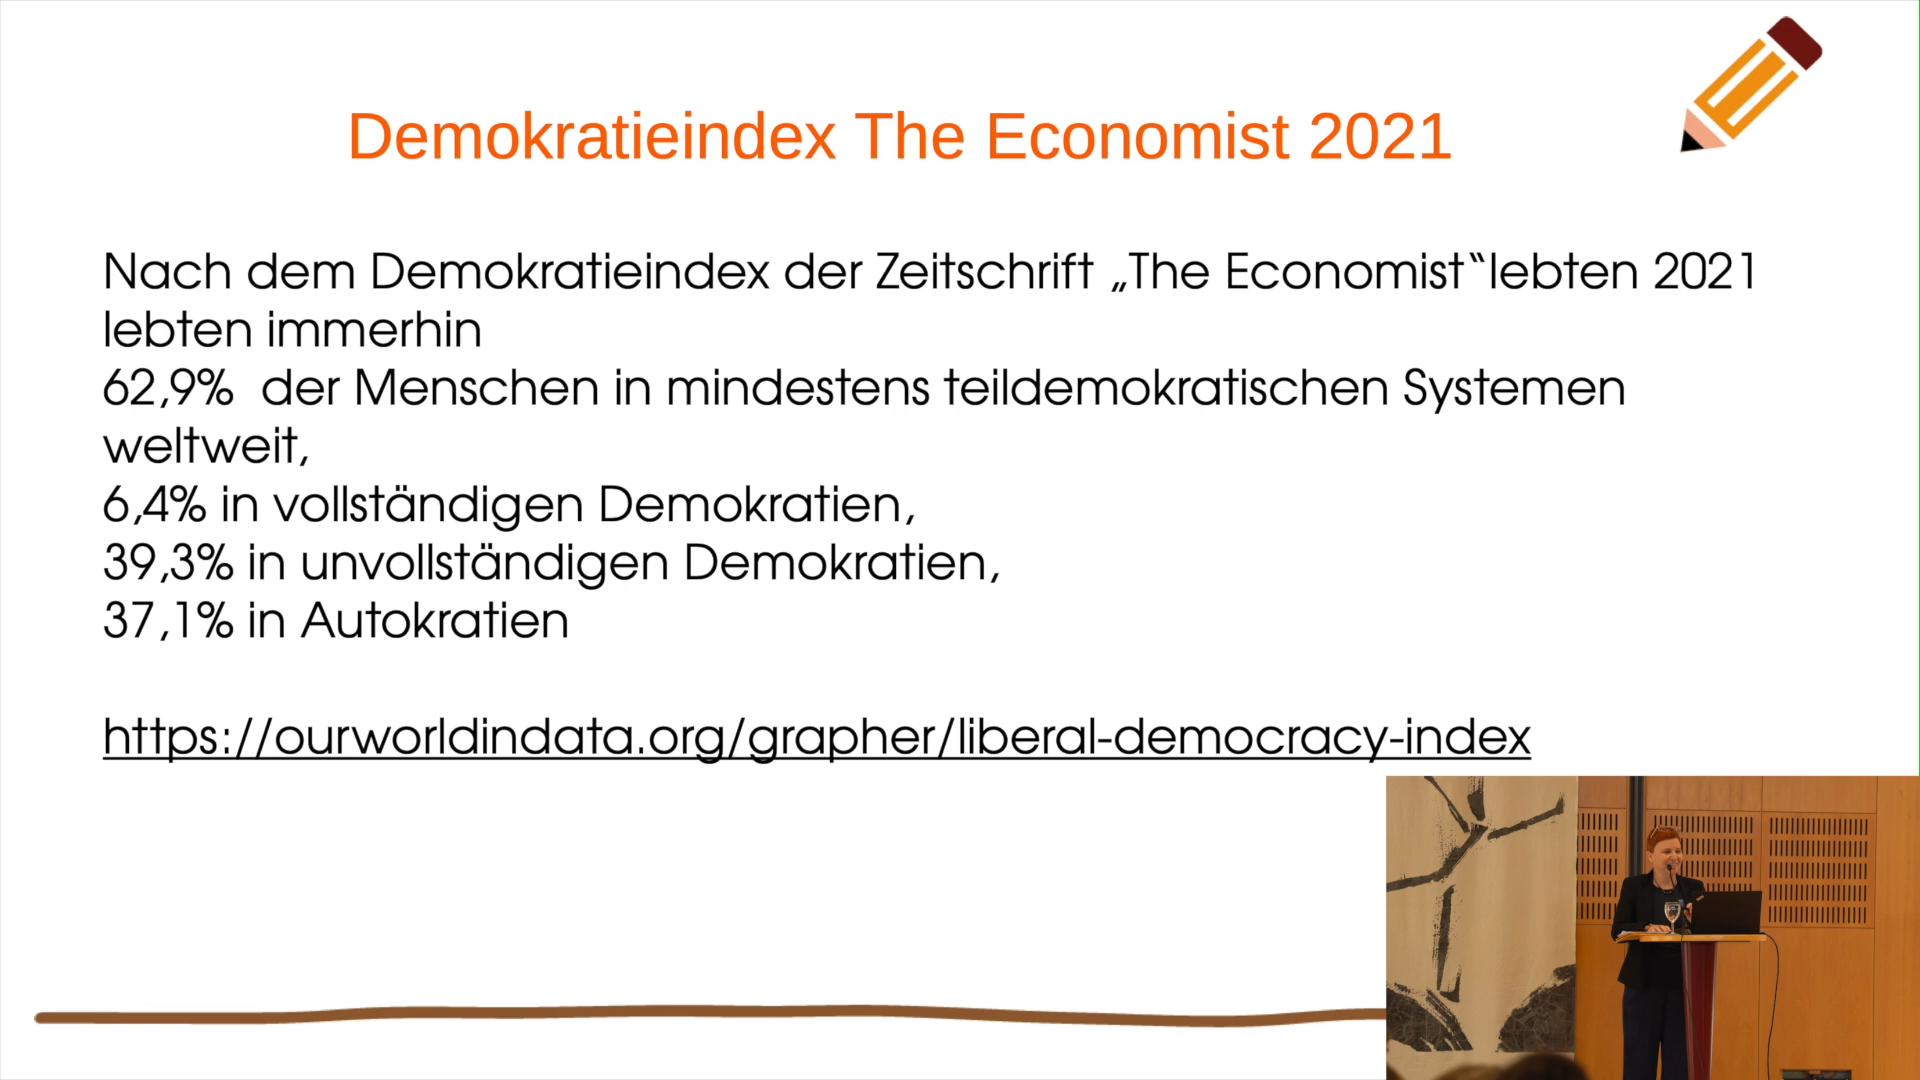 Demokratieindex The Economist 2021
Nach dem Demokratieindex der Zeitschrift „The Economist“lebten 2021
lebten immerhin
62,9% der Menschen in mindestens teildemokratischen Systemen
weltweit,
6,4% in vollständigen Demokratien,
39,3% in unvollständigen Demokratien,
37,1% in Autokratien
https://ourworldindata.org/grapher/liberal-democracy-index